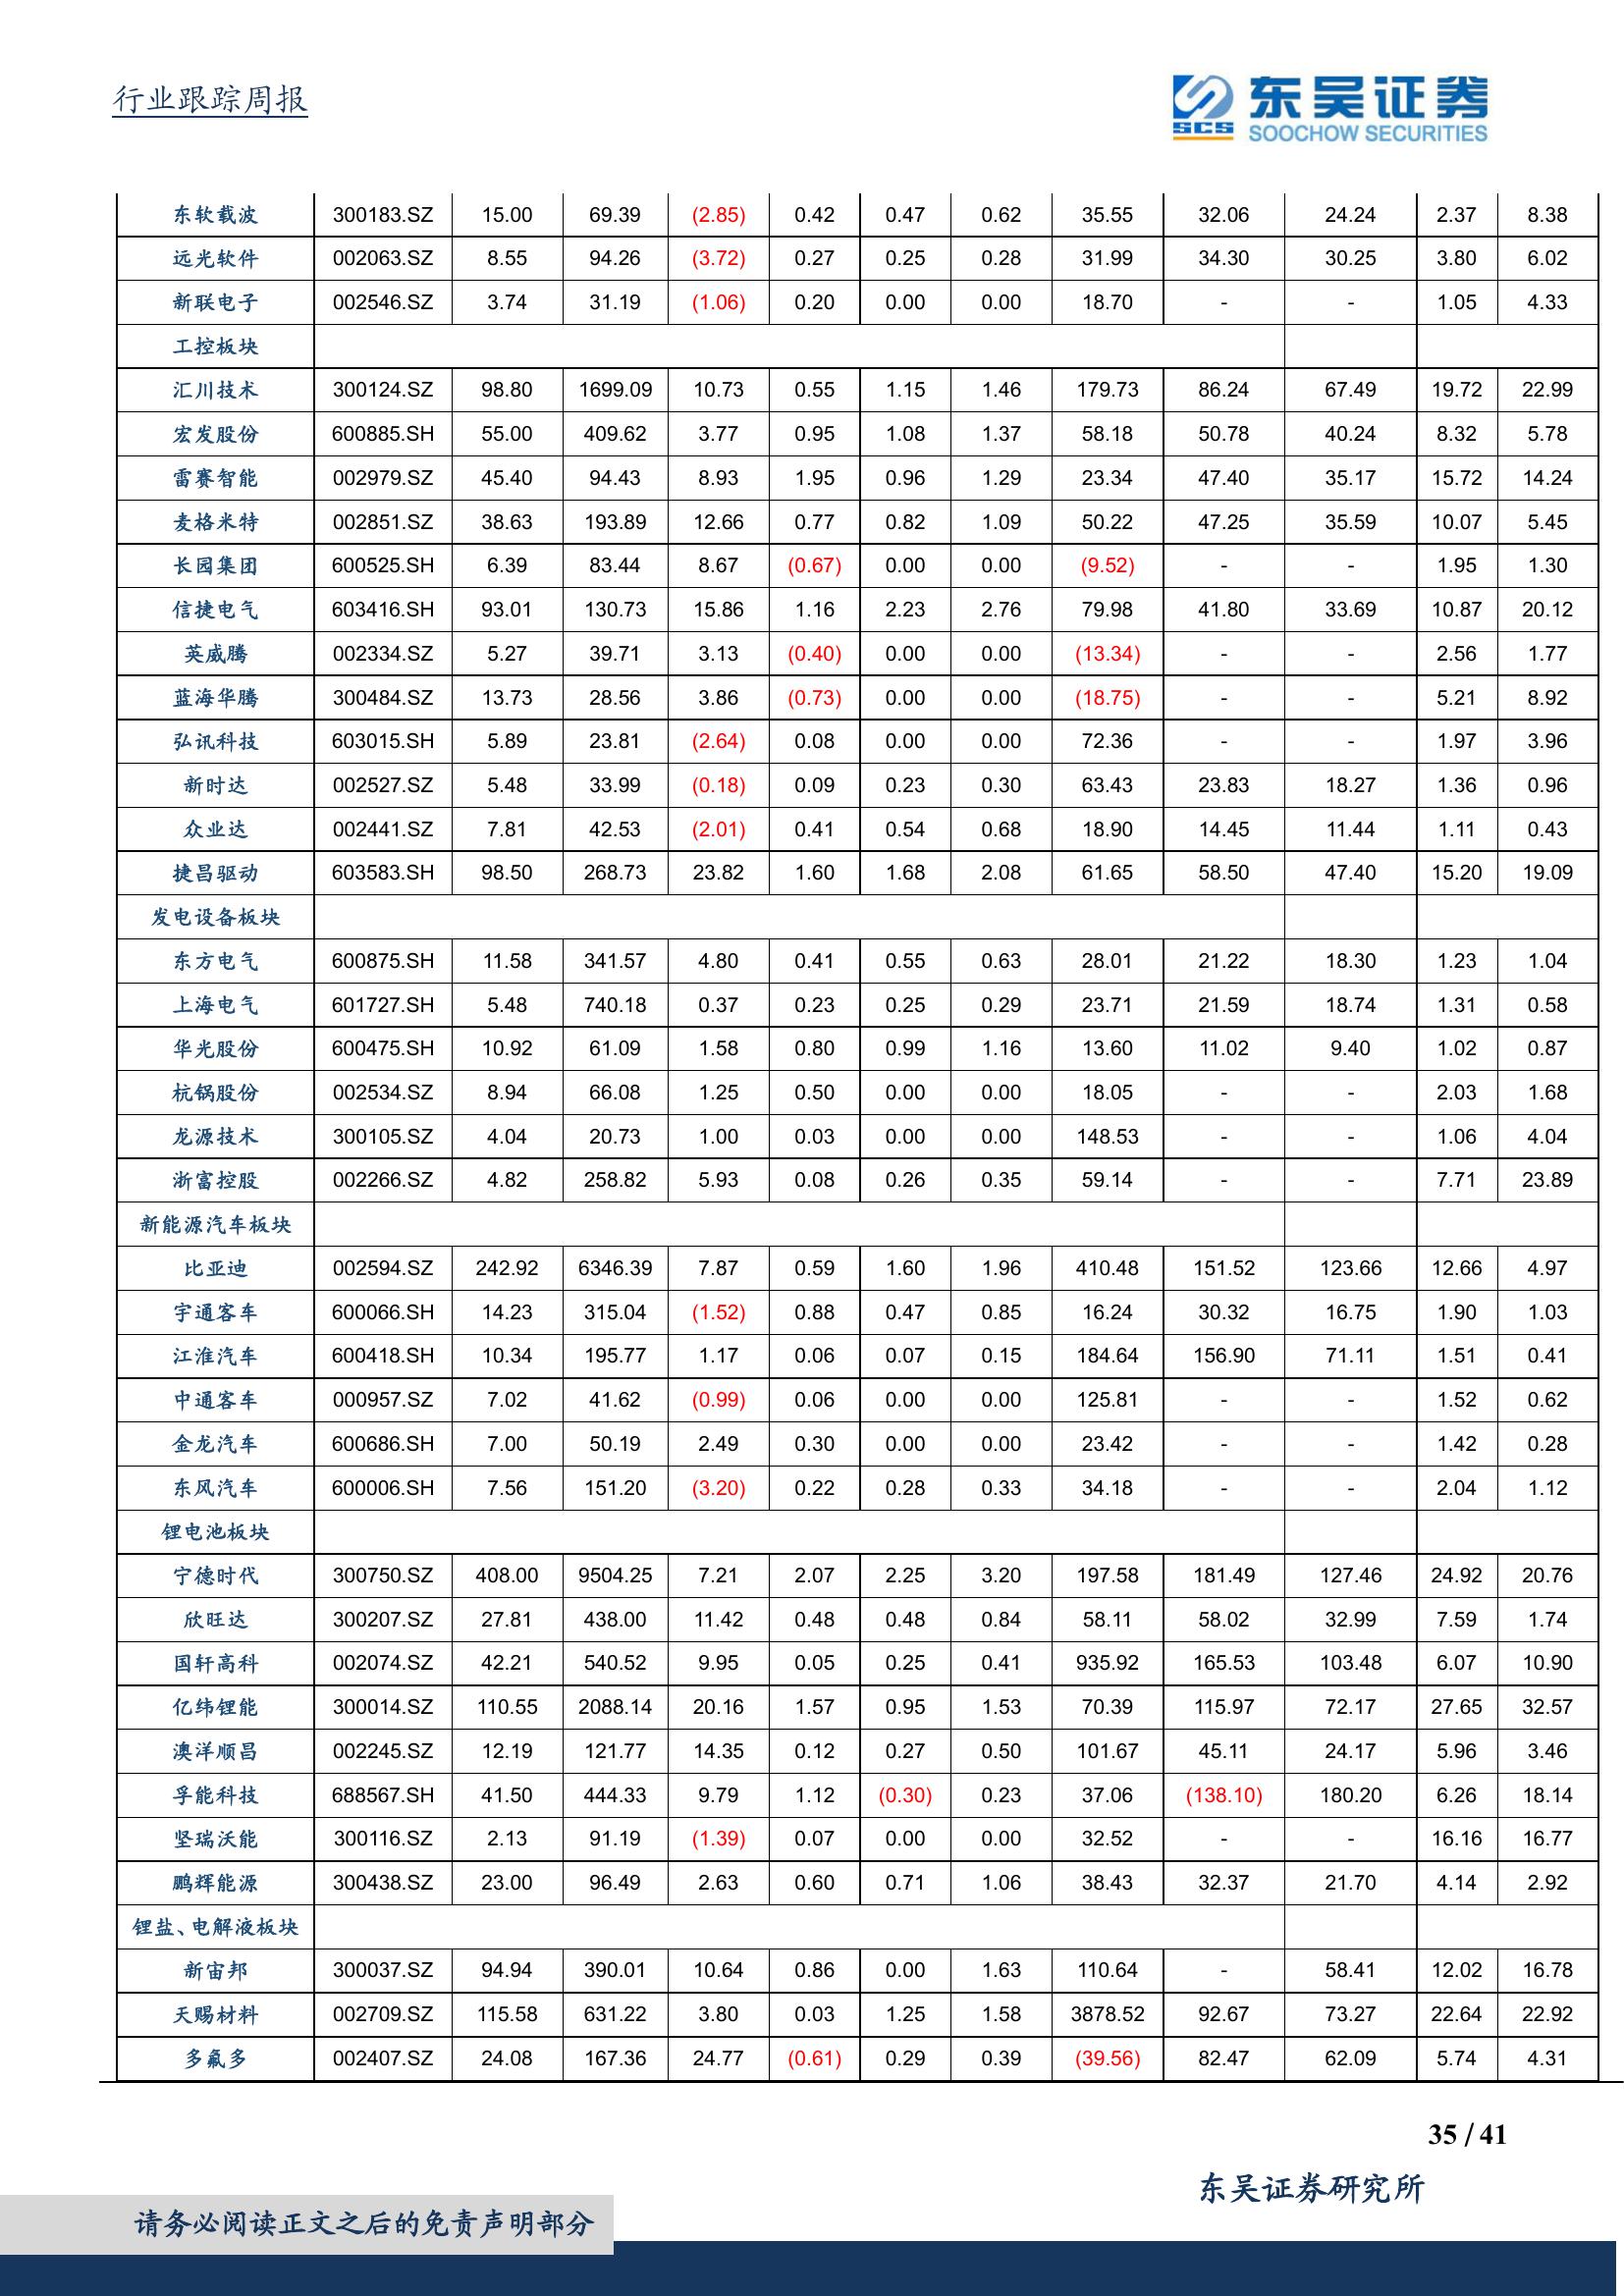 行业跟踪周报
SCS 东吴证券
SOOCHOW SECURITIES
东软载波 300183.SZ 15.00 69.39 (2.85) 0.42 0.47 0.62 35.55 32.06 24.24 2.37 8.38
远光软件 002063.SZ 8.55 94.26 (3.72) 0.27 0.25 0.28 31.99 34.30 30.25 3.80 6.02
新联电子 002546.SZ 3.74 31.19 (1.06) 0.20 0.00 0.00 18.70 - - 1.05 4.33
工控板块
汇川技术 300124.SZ 98.80 1699.09 10.73 0.55 1.15 1.46 179.73 86.24 67.49 19.72 22.99
宏发股份 600885.SH 55.00 409.62 3.77 0.95 1.08 1.37 58.18 50.78 40.24 8.32 5.78
雷赛智能 002979.SZ 45.40 94.43 8.93 1.95 0.96 1.29 23.34 47.40 35.17 15.72 14.24
麦格米特 002851.SZ 38.63 193.89 12.66 0.77 0.82 1.09 50.22 47.25 35.59 10.07 5.45
长园集团 600525.SH 6.39 83.44 8.67 (0.67) 0.00 0.00 (9.52) - - 1.95 1.30
信捷电气 603416.SH 93.01 130.73 15.86 1.16 2.23 2.76 79.98 41.80 33.69 10.87 20.12
英威腾 002334.SZ 5.27 39.71 3.13 (0.40) 0.00 0.00 (13.34) - - 2.56 1.77
蓝海华腾 300484.SZ 13.73 28.56 3.86 (0.73) 0.00 0.00 (18.75) - - 5.21 8.92
弘讯科技 603015.SH 5.89 23.81 (2.64) 0.08 0.00 0.00 72.36 - - 1.97 3.96
新时达 002527.SZ 5.48 33.99 (0.18) 0.09 0.23 0.30 63.43 23.83 18.27 1.36 0.96
众业达 002441.SZ 7.81 42.53 (2.01) 0.41 0.54 0.68 18.90 14.45 11.44 1.11 0.43
捷昌驱动 603583.SH 98.50 268.73 23.82 1.60 1.68 2.08 61.65 58.50 47.40 15.20 19.09
发电设备板块
东方电气 600875.SH 11.58 341.57 4.80 0.41 0.55 0.63 28.01 21.22 18.30 1.23 1.04
上海电气 601727.SH 5.48 740.18 0.37 0.23 0.25 0.29 23.71 21.59 18.74 1.31 0.58
华光股份 600475.SH 10.92 61.09 1.58 0.80 0.99 1.16 13.60 11.02 9.40 1.02 0.87
杭锅股份 002534.SZ 8.94 66.08 1.25 0.50 0.00 0.00 18.05 - - 2.03 1.68
龙源技术 300105.SZ 4.04 20.73 1.00 0.03 0.00 0.00 148.53 - - 1.06 4.04
浙富控股 002266.SZ 4.82 258.82 5.93 0.08 0.26 0.35 59.14 - - 7.71 23.89
新能源汽车板块
比亚迪 002594.SZ 242.92 6346.39 7.87 0.59 1.60 1.96 410.48 151.52 123.66 12.66 4.97
宇通客车 600066.SH 14.23 315.04 (1.52) 0.88 0.47 0.85 16.24 30.32 16.75 1.90 1.03
江淮汽车 600418.SH 10.34 195.77 1.17 0.06 0.07 0.15 184.64 156.90 71.11 1.51 0.41
中通客车 000957.SZ 7.02 41.62 (0.99) 0.06 0.00 0.00 125.81 - - 1.52 0.62
金龙汽车 600686.SH 7.00 50.19 2.49 0.30 0.00 0.00 23.42 - - 1.42 0.28
东风汽车 600006.SH 7.56 151.20 (3.20) 0.22 0.28 0.33 34.18 - - 2.04 1.12
锂电池板块
宁德时代 300750.SZ 408.00 9504.25 7.21 2.07 2.25 3.20 197.58 181.49 127.46 24.92 20.76
欣旺达 300207.SZ 27.81 438.00 11.42 0.48 0.48 0.84 58.11 58.02 32.99 7.59 1.74
国轩高科 002074.SZ 42.21 540.52 9.95 0.05 0.25 0.41 935.92 165.53 103.48 6.07 10.90
亿纬锂能 300014.SZ 110.55 2088.14 20.16 1.57 0.95 1.53 70.39 115.97 72.17 27.65 32.57
澳洋顺昌 002245.SZ 12.19 121.77 14.35 0.12 0.27 0.50 101.67 45.11 24.17 5.96 3.46
孚能科技 688567.SH 41.50 444.33 9.79 1.12 (0.30) 0.23 37.06 (138.10) 180.20 6.26 18.14
坚瑞沃能 300116.SZ 2.13 91.19 (1.39) 0.07 0.00 0.00 32.52 - - 16.16 16.77
鹏辉能源 300438.SZ 23.00 96.49 2.63 0.60 0.71 1.06 38.43 32.37 21.70 4.14 2.92
锂盐、电解液板块
新宙邦 300037.SZ 94.94 390.01 10.64 0.86 0.00 1.63 110.64 - 58.41 12.02 16.78
天赐材料 002709.SZ 115.58 631.22 3.80 0.03 1.25 1.58 3878.52 92.67 73.27 22.64 22.92
多氟多 002407.SZ 24.08 167.36 24.77 (0.61) 0.29 0.39 (39.56) 82.47 62.09 5.74 4.31
35 / 41
东吴证券研究所
请务必阅读正文之后的免责声明部分